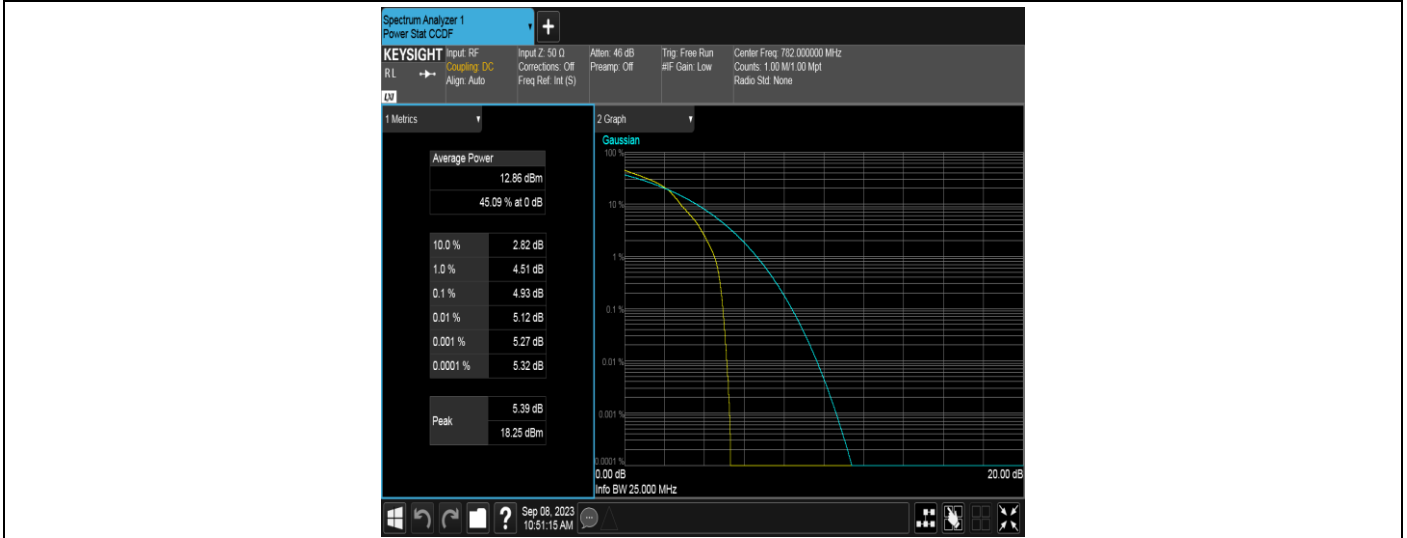 Spectrum Analyzer 1
Power Stat CCDF
+
KEYSIGHT
RL
LXI
Input: RF
Coupling: DC
Align: Auto
Input Z: 50 Ω
Corrections: Off
Freq Ref: Int (S)
Atten: 46 dB
Preamp: Off
Trig: Free Run
#IF Gain: Low
Center Freq: 782.000000 MHz
Counts: 1.00 M/1.00 Mpt
Radio Std: None
1 Metrics
Average Power
12.86 dBm
45.09 % at 0 dB
10.0 % 2.82 dB
1.0 % 4.51 dB
0.1 % 4.93 dB
0.01 % 5.12 dB
0.001 % 5.27 dB
0.0001 % 5.32 dB
Peak
5.39 dB
18.25 dBm
2 Graph
Gaussian
100 %
10 %
1 %
0.1 %
0.01 %
0.001 %
0.0001 %
0.00 dB
20.00 dB
Info BW 25.000 MHz
?
Sep 08, 2023
10:51:15 AM